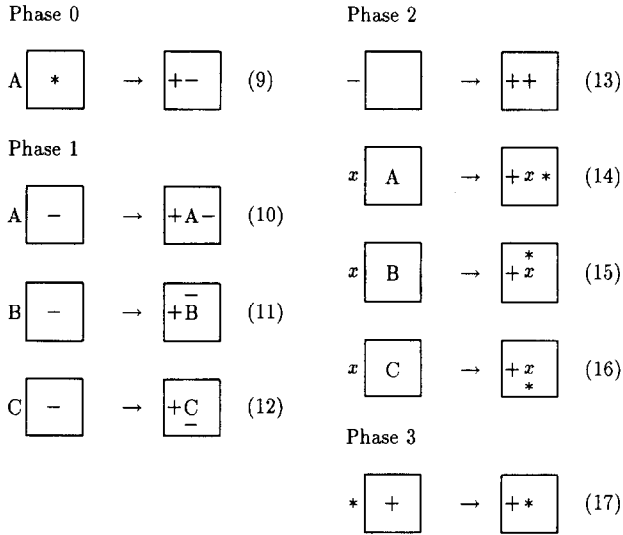 Phase 0
A * → +− (9)
Phase 1
A − → +A− (10)
B − → +B̅ (11)
C − → +C̲ (12)
Phase 2
− → ++ (13)
x A → +x* (14)
*
x B → +x (15)
x C → +x (16)
*
Phase 3
* + → +* (17)